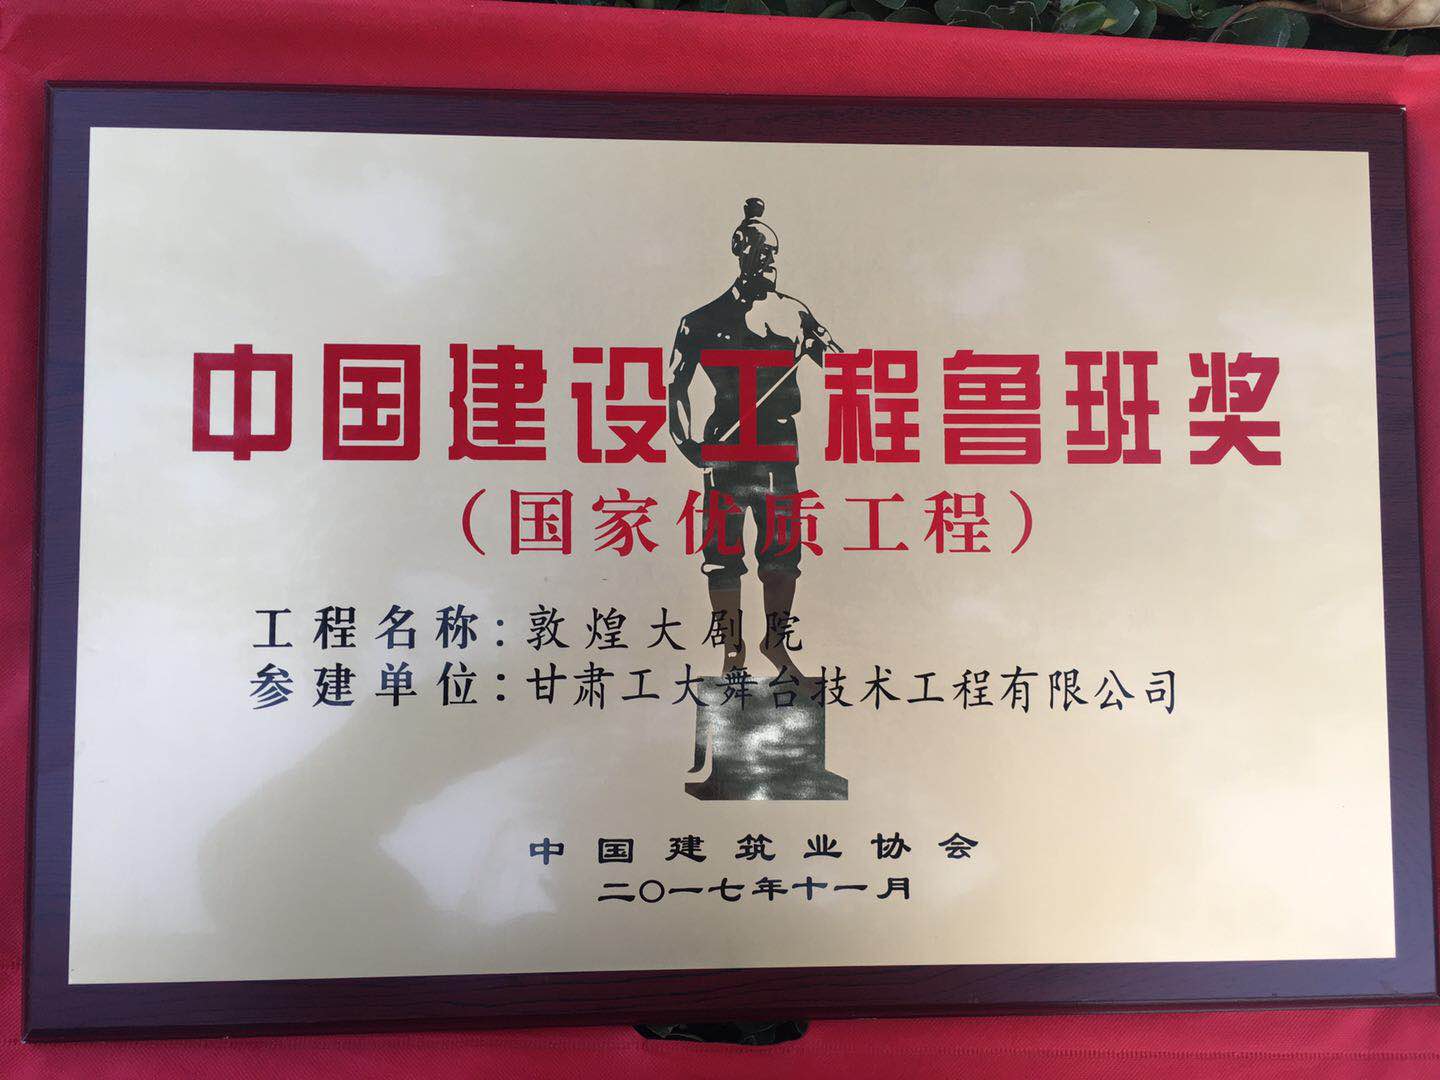 中国建设工程鲁班奖
（国家优质工程）
工程名称：敦煌大剧院
参建单位：甘肃工大舞台技术工程有限公司
中国建筑业协会
二〇一七年十一月